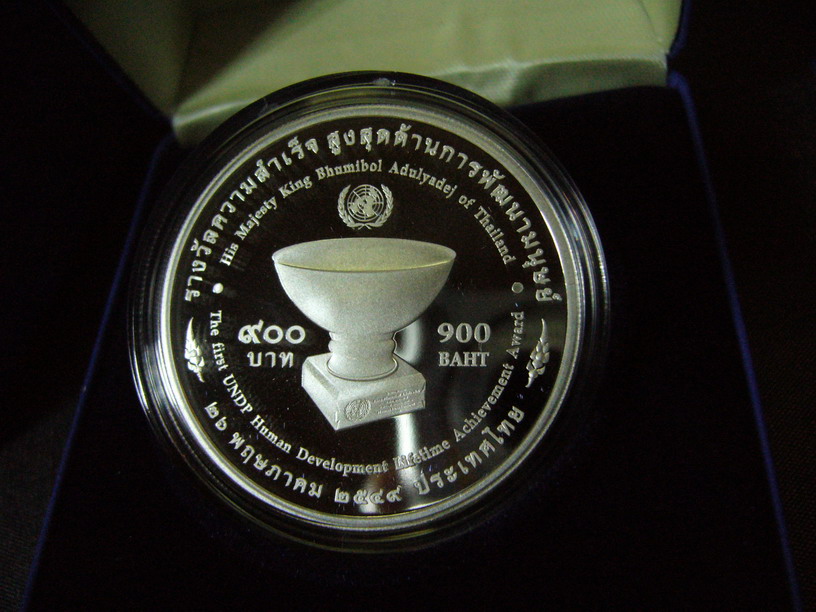 รางวัลความสำเร็จ สูงสุดด้านการพัฒนามนุษย์
His Majesty King Bhumibol Adulyadej of Thailand
๙๐๐
บาท
900
BAHT
The first UNDP Human Development Lifetime Achievement Award
๒๖ พฤษภาคม ๒๕๔๙ ประเทศไทย